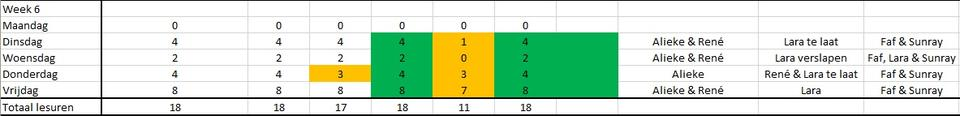 Week 6
Maandag 0 0 0 0 0 0
Dinsdag 4 4 4 4 1 4 Alieke & René Lara te laat Faf & Sunray
Woensdag 2 2 2 2 0 2 Alieke & René Lara verslapen Faf, Lara & Sunray
Donderdag 4 4 3 4 3 4 Alieke René & Lara te laat Faf & Sunray
Vrijdag 8 8 8 8 7 8 Alieke & René Lara Faf & Sunray
Totaal lesuren 18 18 17 18 11 18